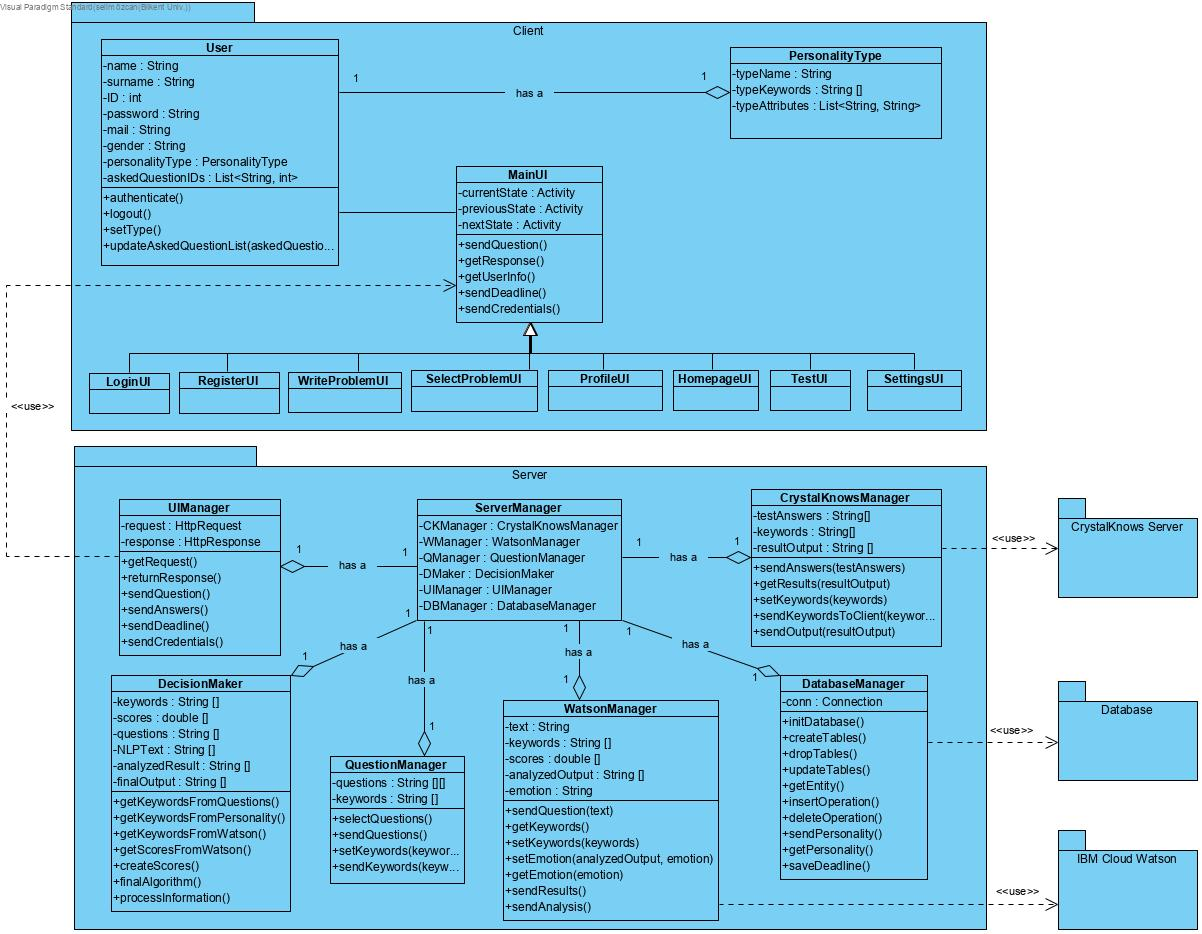 Visual Paradigm Standard(selim özcan(Bilkent Univ.))
Client
User
-name : String
-surname : String
-ID : int
-password : String
-mail : String
-gender : String
-personalityType : PersonalityType
-askedQuestionIDs : List<String, int>
+authenticate()
+logout()
+setType()
+updateAskedQuestionList(askedQuestio...
1
has a
1
PersonalityType
-typeName : String
-typeKeywords : String []
-typeAttributes : List<String, String>
MainUI
-currentState : Activity
-previousState : Activity
-nextState : Activity
+sendQuestion()
+getResponse()
+getUserInfo()
+sendDeadline()
+sendCredentials()
LoginUI
RegisterUI
WriteProblemUI
SelectProblemUI
ProfileUI
HomepageUI
TestUI
SettingsUI
<<use>>
Server
UIManager
-request : HttpRequest
-response : HttpResponse
+getRequest()
+returnResponse()
+sendQuestion()
+sendAnswers()
+sendDeadline()
+sendCredentials()
1
has a
1
ServerManager
-CKManager : CrystalKnowsManager
-WManager : WatsonManager
-QManager : QuestionManager
-DMaker : DecisionMaker
-UIManager : UIManager
-DBManager : DatabaseManager
1
has a
1
CrystalKnowsManager
-testAnswers : String[]
-keywords : String[]
-resultOutput : String []
+sendAnswers(testAnswers)
+getResults(resultOutput)
+setKeywords(keywords)
+sendKeywordsToClient(keywor...
+sendOutput(resultOutput)
<<use>>
CrystalKnows Server
1
has a
1
1
has a
1
1
has a
1
1
has a
1
DecisionMaker
-keywords : String []
-scores : double []
-questions : String []
-NLPText : String []
-analyzedResult : String []
-finalOutput : String []
+getKeywordsFromQuestions()
+getKeywordsFromPersonality()
+getKeywordsFromWatson()
+getScoresFromWatson()
+createScores()
+finalAlgorithm()
+processInformation()
QuestionManager
-questions : String [][]
-keywords : String []
+selectQuestions()
+sendQuestions()
+setKeywords(keywor...
+sendKeywords(keyw...
WatsonManager
-text : String
-keywords : String []
-scores : double []
-analyzedOutput : String []
-emotion : String
+sendQuestion(text)
+getKeywords()
+setKeywords(keywords)
+setEmotion(analyzedOutput, emotion)
+getEmotion(emotion)
+sendResults()
+sendAnalysis()
DatabaseManager
-conn : Connection
+initDatabase()
+createTables()
+dropTables()
+updateTables()
+getEntity()
+insertOperation()
+deleteOperation()
+sendPersonality()
+getPersonality()
+saveDeadline()
<<use>>
Database
<<use>>
IBM Cloud Watson